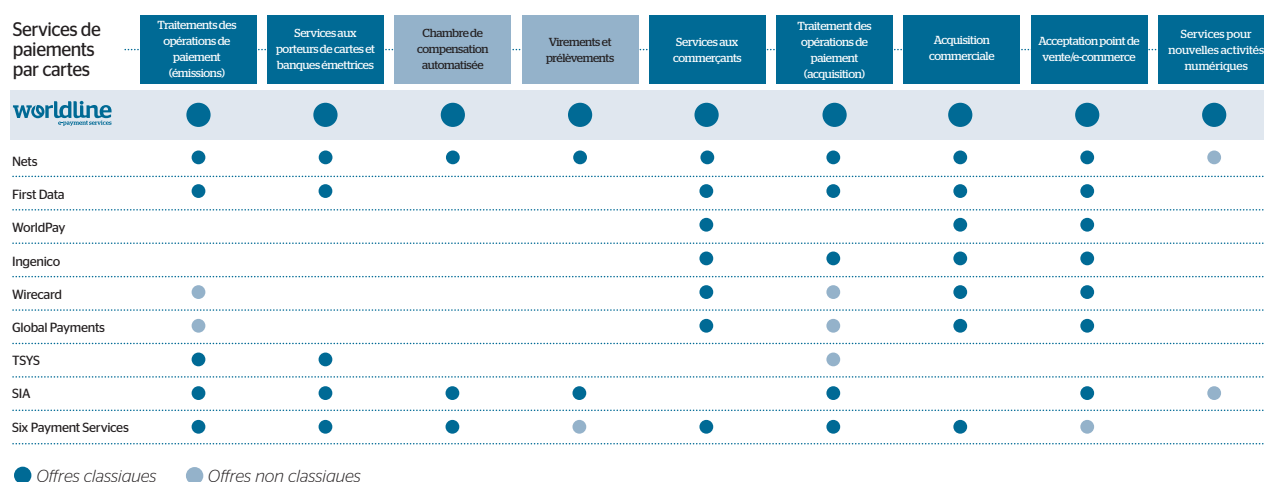 Services de
paiements
par cartes
Traitements des
opérations de
paiement
(émissions)
Services aux
porteurs de cartes et
banques émettrices
Chambre de
compensation
automatisée
Virements et
prélèvements
Services aux
commerçants
Traitement des
opérations de
paiement
(acquisition)
Acquisition
commerciale
Acceptation point de
vente/e-commerce
Services pour
nouvelles activités
numériques
worldline
e-payment services
Nets
First Data
WorldPay
Ingenico
Wirecard
Global Payments
TSYS
SIA
Six Payment Services
Offres classiques Offres non classiques